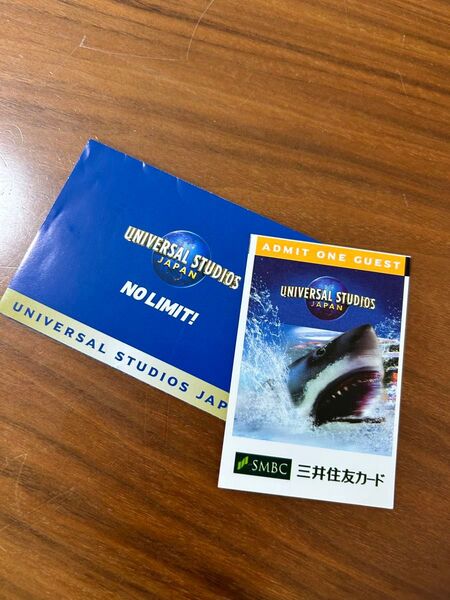 UNIVERSAL STUDIOS
JAPAN
NO LIMIT!
UNIVERSAL STUDIOS JAP
ADMIT ONE GUEST
UNIVERSAL STUDIOS
JAPAN
SMBC 三井住友カード